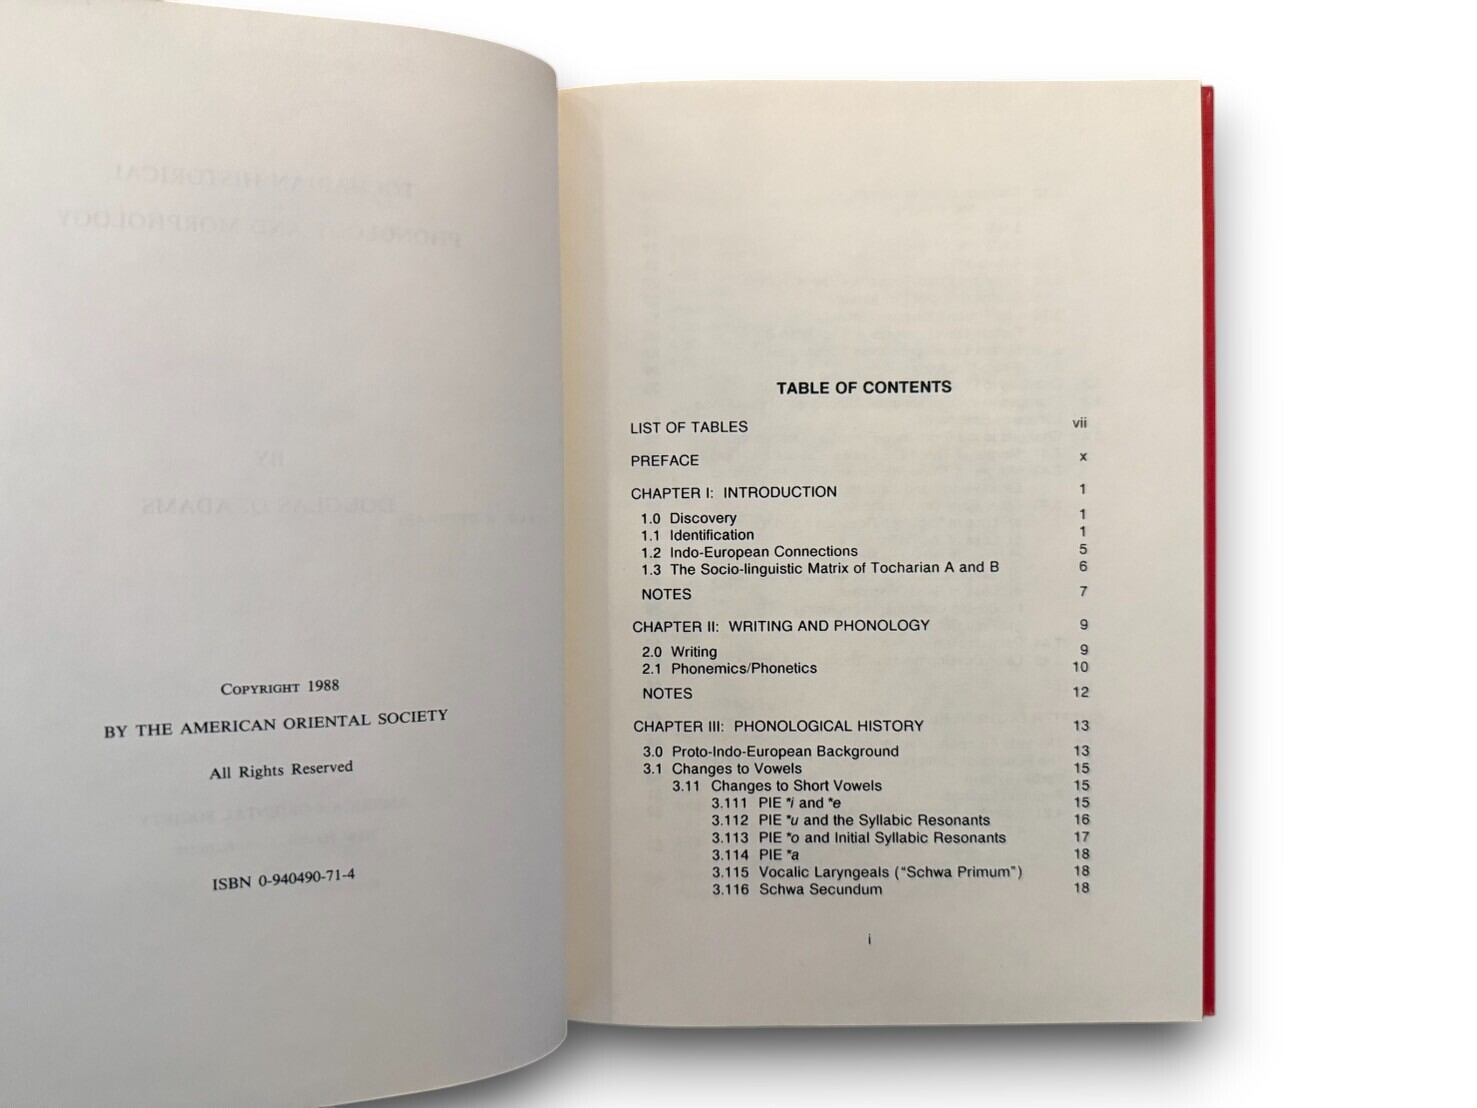 COPYRIGHT 1988
BY THE AMERICAN ORIENTAL SOCIETY
All Rights Reserved
ISBN 0-940490-71-4
TABLE OF CONTENTS
LIST OF TABLES vii
PREFACE x
CHAPTER I: INTRODUCTION 1
1.0 Discovery 1
1.1 Identification 1
1.2 Indo-European Connections 5
1.3 The Socio-linguistic Matrix of Tocharian A and B 6
NOTES 7
CHAPTER II: WRITING AND PHONOLOGY 9
2.0 Writing 9
2.1 Phonemics/Phonetics 10
NOTES 12
CHAPTER III: PHONOLOGICAL HISTORY 13
3.0 Proto-Indo-European Background 13
3.1 Changes to Vowels 15
3.11 Changes to Short Vowels 15
3.111 PIE *i and *e 15
3.112 PIE *u and the Syllabic Resonants 16
3.113 PIE *o and Initial Syllabic Resonants 17
3.114 PIE *a 18
3.115 Vocalic Laryngeals ("Schwa Primum") 18
3.116 Schwa Secundum 18
i